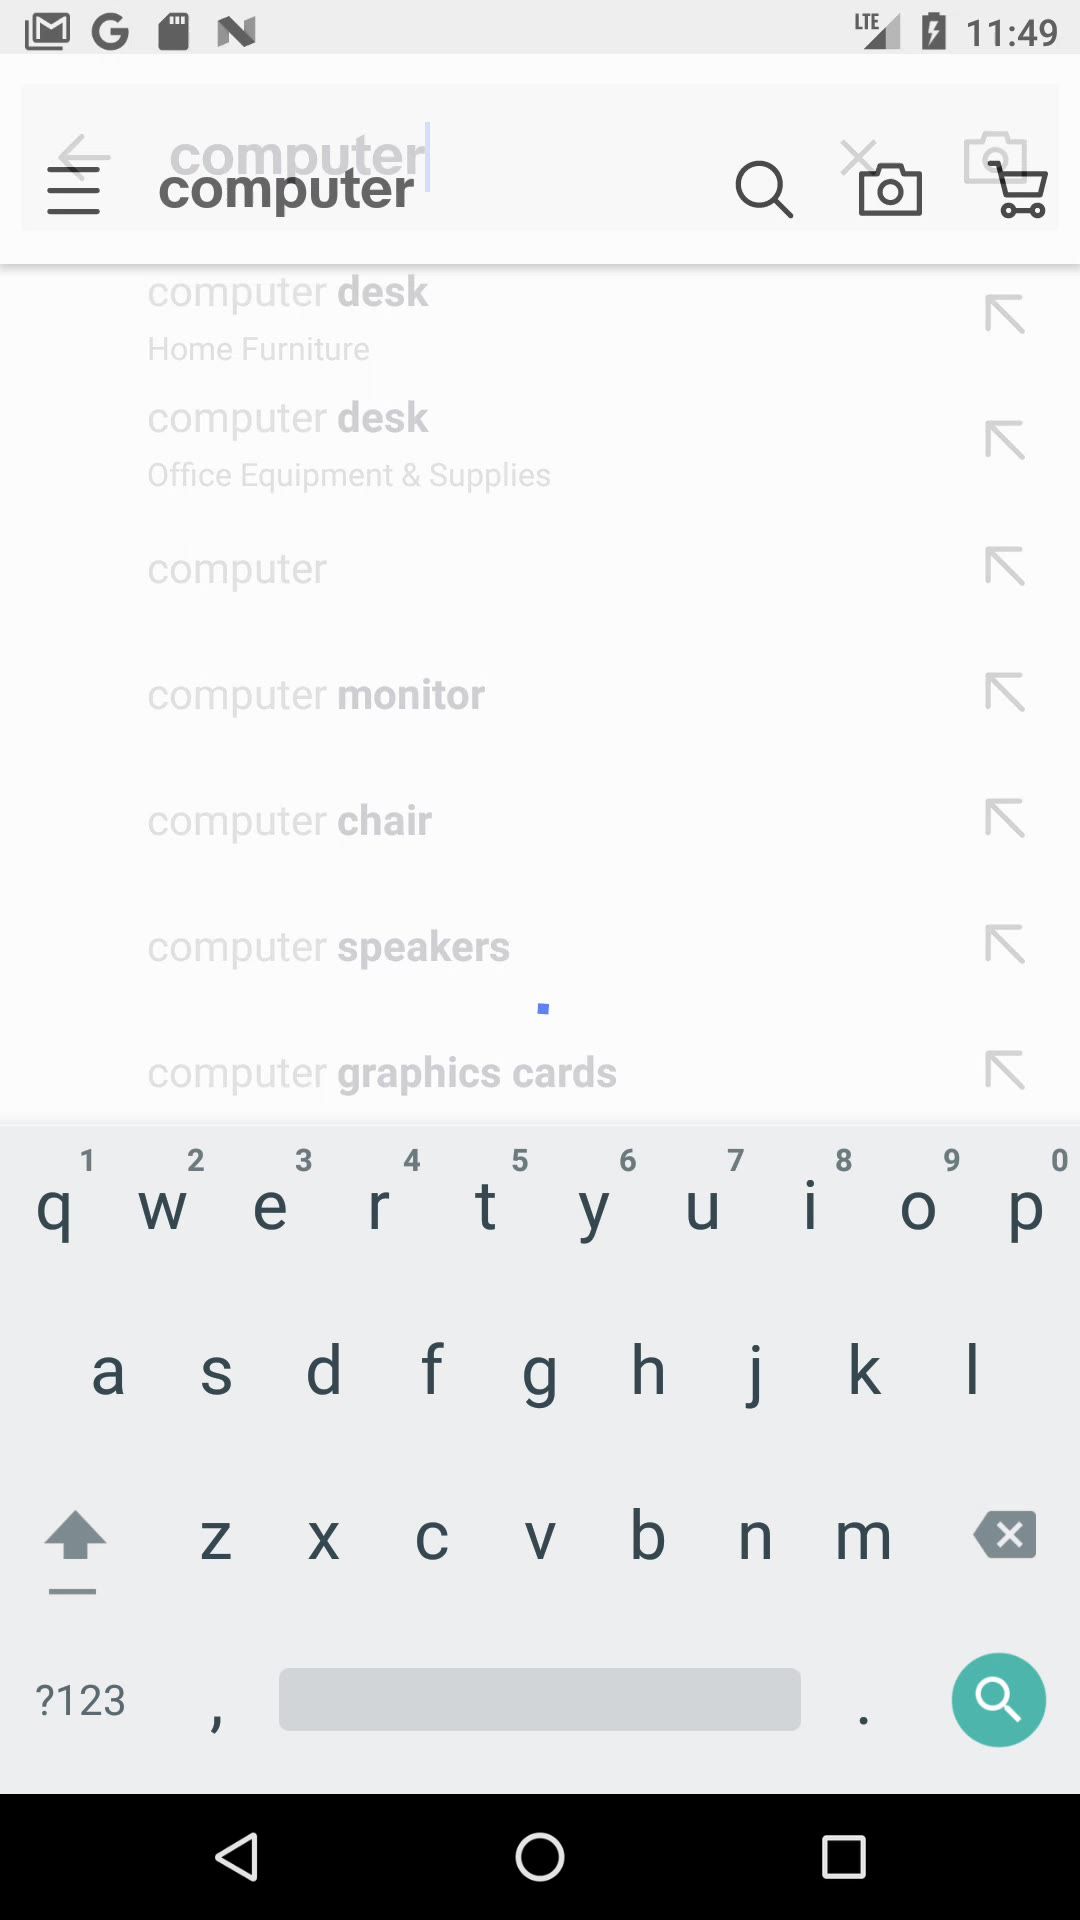 LTE 11:49
computer
computer
computer desk
Home Furniture
computer desk
Office Equipment & Supplies
computer
computer monitor
computer chair
computer speakers
computer graphics cards
1 2 3 4 5 6 7 8 9 0
q w e r t y u i o p
a s d f g h j k l
z x c v b n m
?123 , .